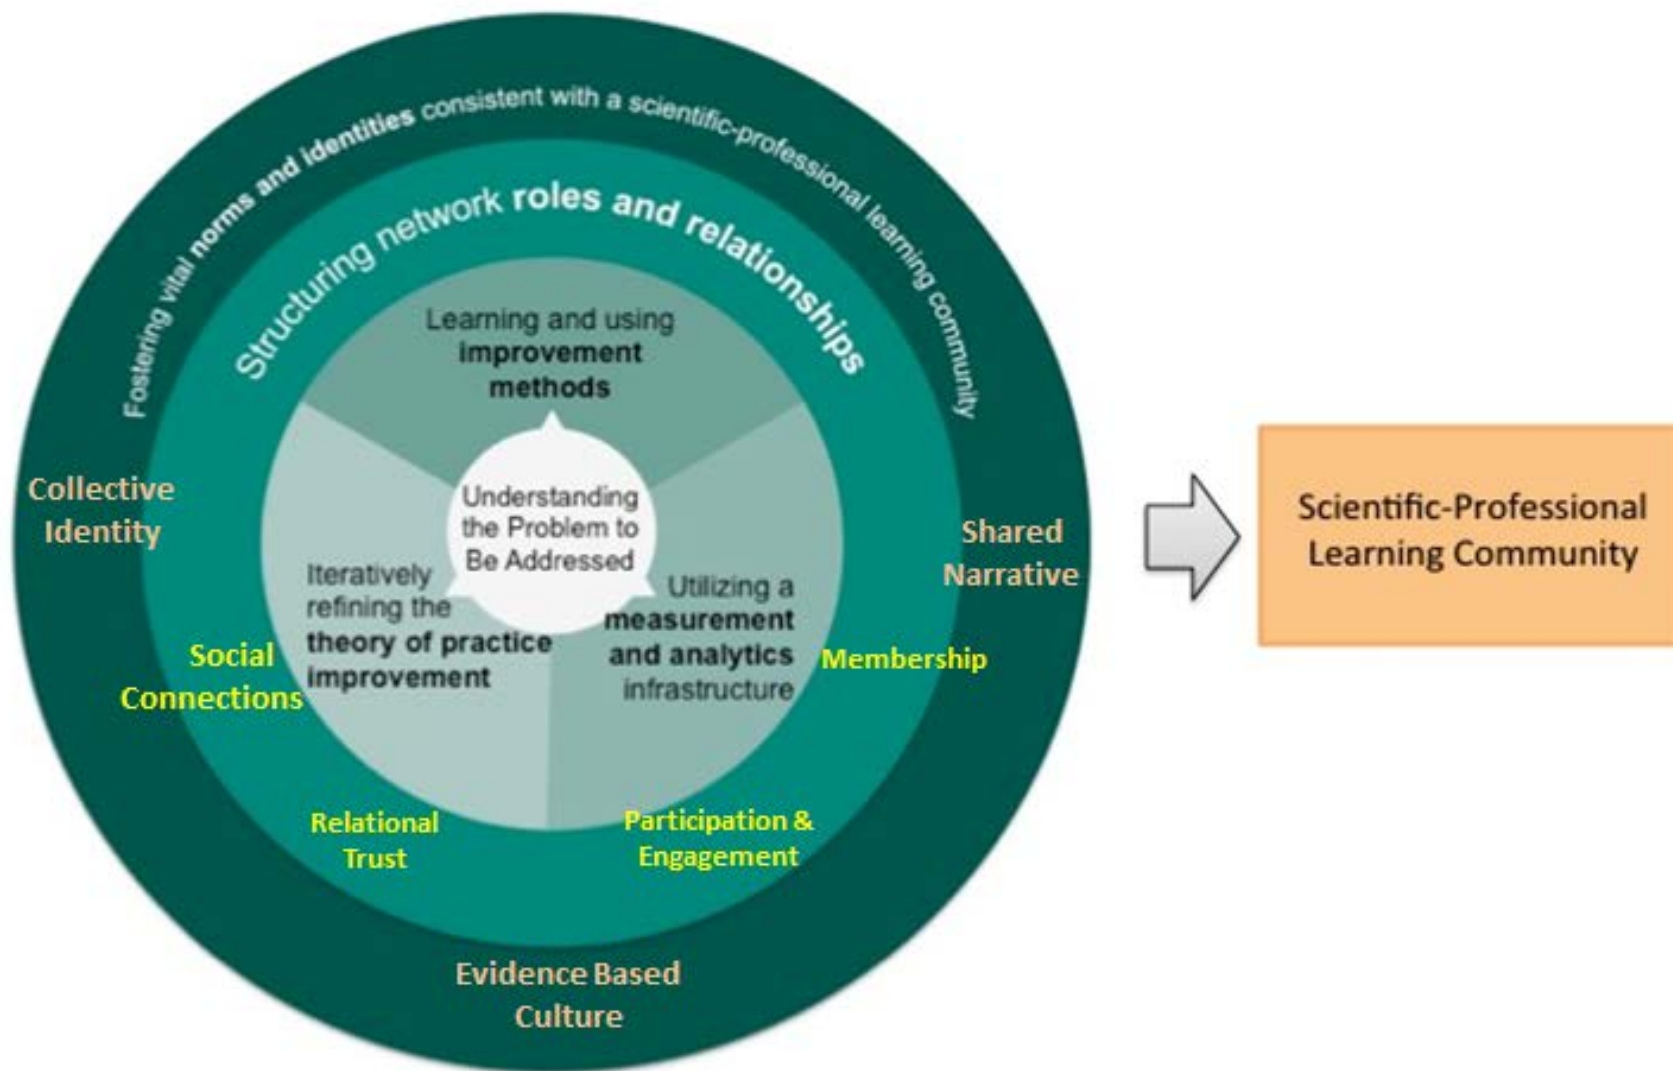 Fostering vital norms and identities consistent with a scientific-professional learning community
Structuring network roles and relationships
Learning and using
improvement
methods
Understanding
the Problem to
Be Addressed
Iteratively
refining the
theory of practice
improvement
Utilizing a
measurement
and analytics
infrastructure
Collective
Identity
Shared
Narrative
Social
Connections
Membership
Relational
Trust
Participation &
Engagement
Evidence Based
Culture
Scientific-Professional
Learning Community